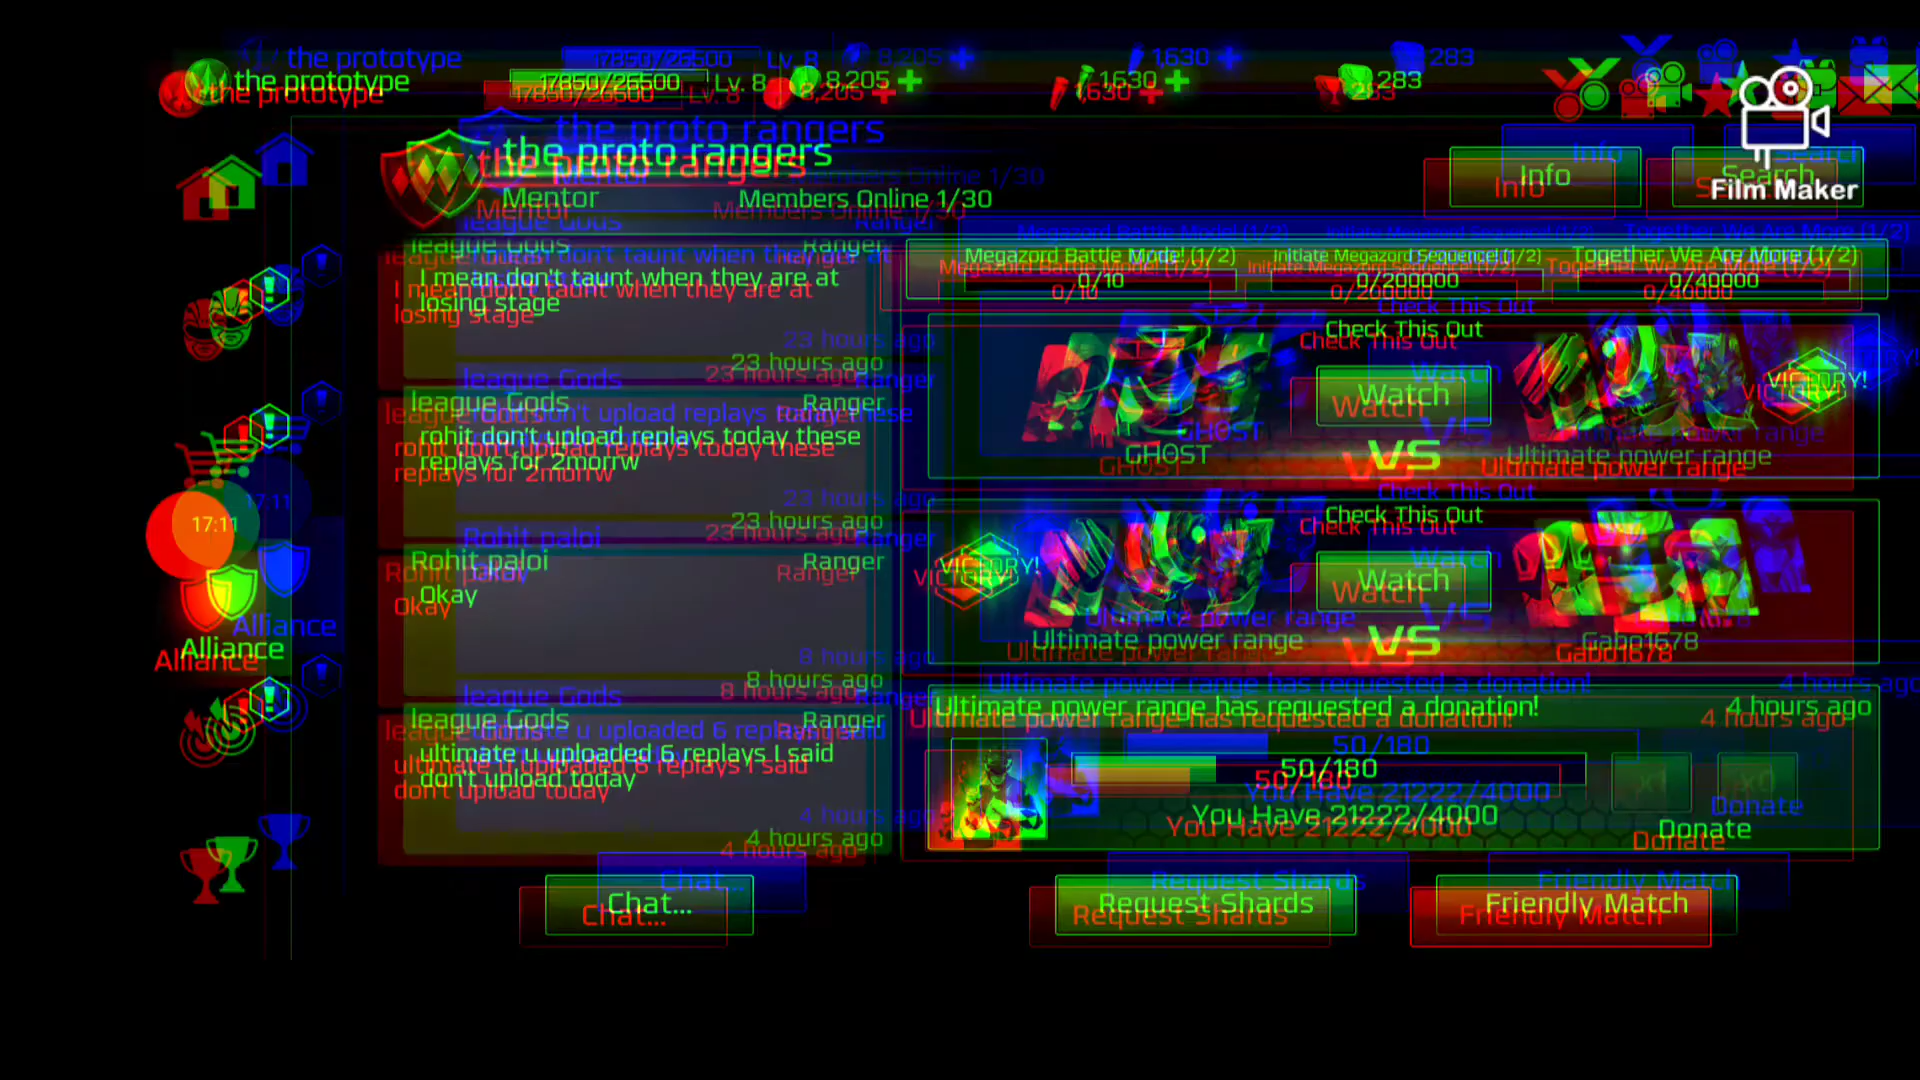 the prototype
17850/26500
Lv. 8
8,205
1,630
283
Film Maker
the proto rangers
Mentor
Members Online 1/30
Info
Search
league Gods
Ranger
I mean don't taunt when they are at
losing stage
23 hours ago
league Gods
Ranger
rohit don't upload replays today these
replays for 2morrw
23 hours ago
Rohit paloi
Ranger
Okay
8 hours ago
league Gods
Ranger
ultimate u uploaded 6 replays I said
don't upload today
4 hours ago
Chat...
17:11
Alliance
Megazord Battle Mode! (1/2)
0/10
Initiate Megazord Sequence! (1/2)
0/200000
Together We Are More (1/2)
0/40000
Check This Out
Watch
VS
GHOST
Ultimate power range
VICTORY!
Check This Out
Watch
VS
VICTORY!
Ultimate power range
Gabo1678
Ultimate power range has requested a donation!
4 hours ago
50/180
You Have 21222/4000
Donate
Request Shards
Friendly Match